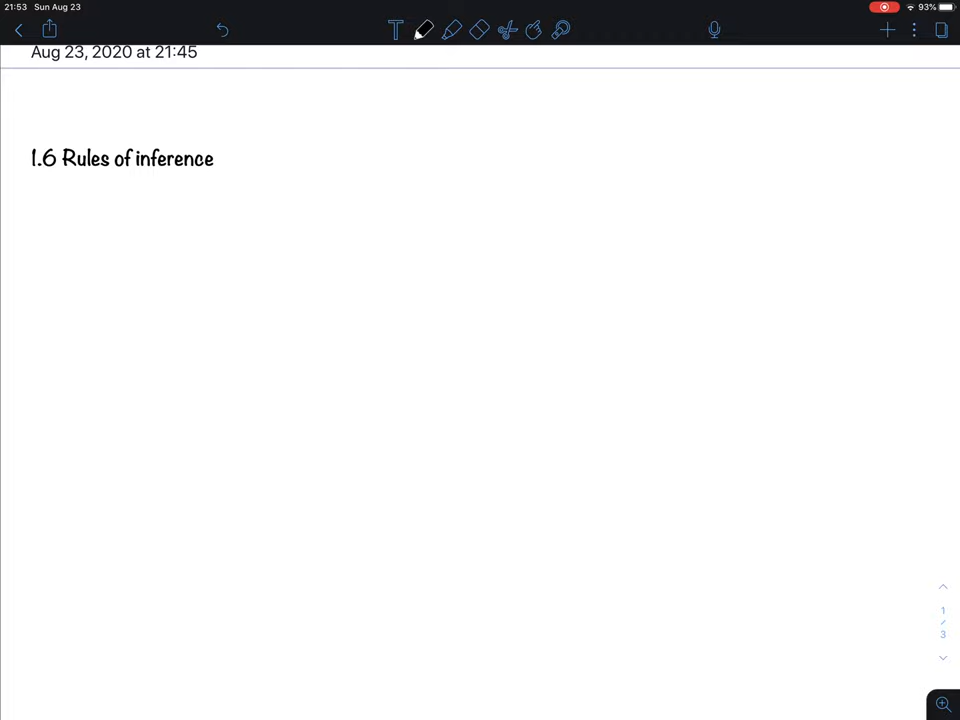 21:53 Sun Aug 23
93%
Aug 23, 2020 at 21:45
1.6 Rules of inference
1
/
3